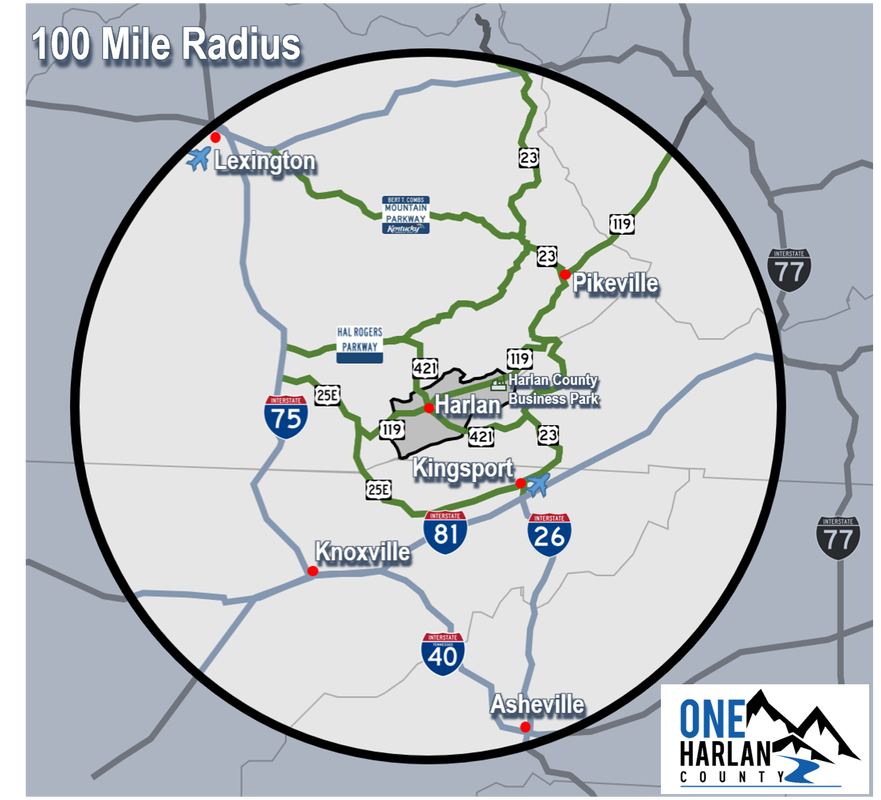 100 Mile Radius
Lexington
23
BERT T. COMBS
MOUNTAIN
PARKWAY
Kentucky
119
23
INTERSTATE
77
Pikeville
HAL ROGERS
PARKWAY
119
421
Harlan County
Business Park
25E
INTERSTATE
75
Harlan
119
421
23
Kingsport
25E
INTERSTATE
81
INTERSTATE
26
INTERSTATE
77
Knoxville
INTERSTATE
TENNESSEE
40
Asheville
ONE
HARLAN
COUNTY